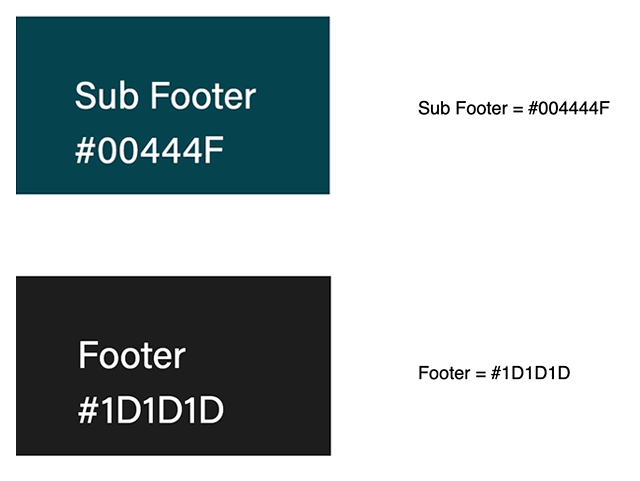 Sub Footer
#00444F
Sub Footer = #004444F
Footer
#1D1D1D
Footer = #1D1D1D